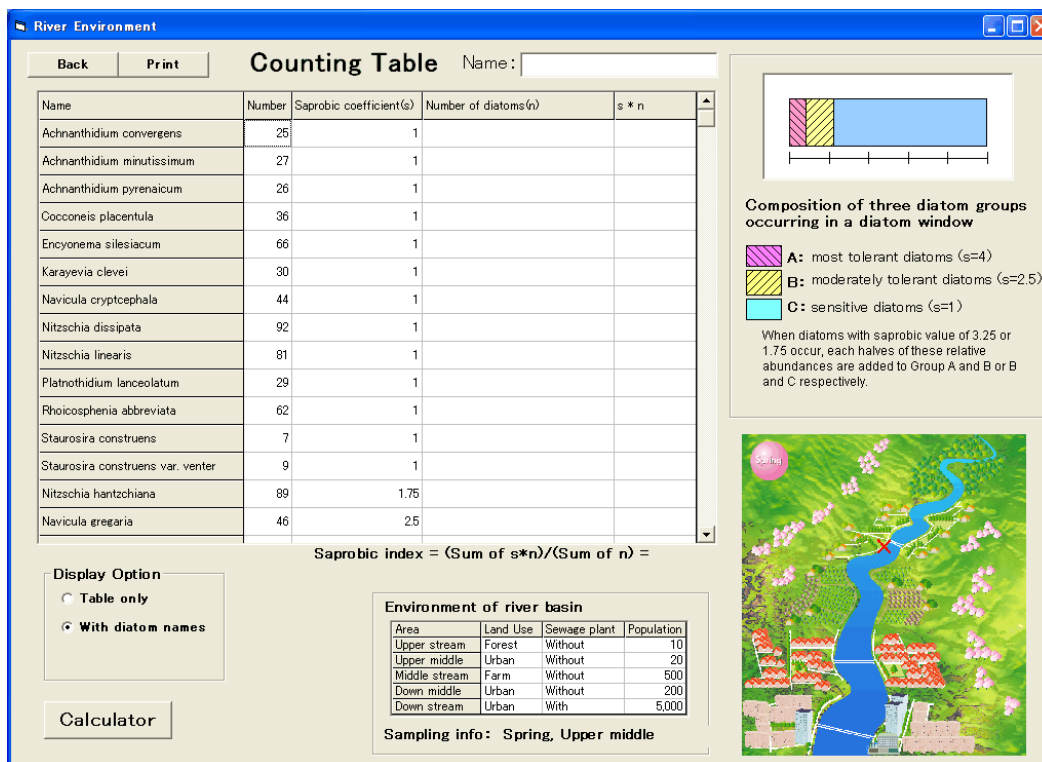 River Environment
Back Print Counting Table Name:
Name Number Saprobic coefficient(s) Number of diatoms(n) s * n
Achnanthidium convergens 25 1
Achnanthidium minutissimum 27 1
Achnanthidium pyrenaicum 26 1
Cocconeis placentula 36 1
Encyonema silesiacum 66 1
Karayevia clevei 30 1
Navicula cryptcephala 44 1
Nitzschia dissipata 92 1
Nitzschia linearis 81 1
Platnothidium lanceolatum 29 1
Rhoicosphenia abbreviata 62 1
Staurosira construens 7 1
Staurosira construens var. venter 9 1
Nitzschia hantzchiana 89 1.75
Navicula gregaria 46 2.5
Saprobic index = (Sum of s*n)/(Sum of n) =
Composition of three diatom groups
occurring in a diatom window
A: most tolerant diatoms (s=4)
B: moderately tolerant diatoms (s=2.5)
C: sensitive diatoms (s=1)
When diatoms with saprobic value of 3.25 or
1.75 occur, each halves of these relative
abundances are added to Group A and B or B
and C respectively.
Spring
Display Option
Table only
With diatom names
Calculator
Environment of river basin
Area Land Use Sewage plant Population
Upper stream Forest Without 10
Upper middle Urban Without 20
Middle stream Farm Without 500
Down middle Urban Without 200
Down stream Urban With 5,000
Sampling info: Spring, Upper middle